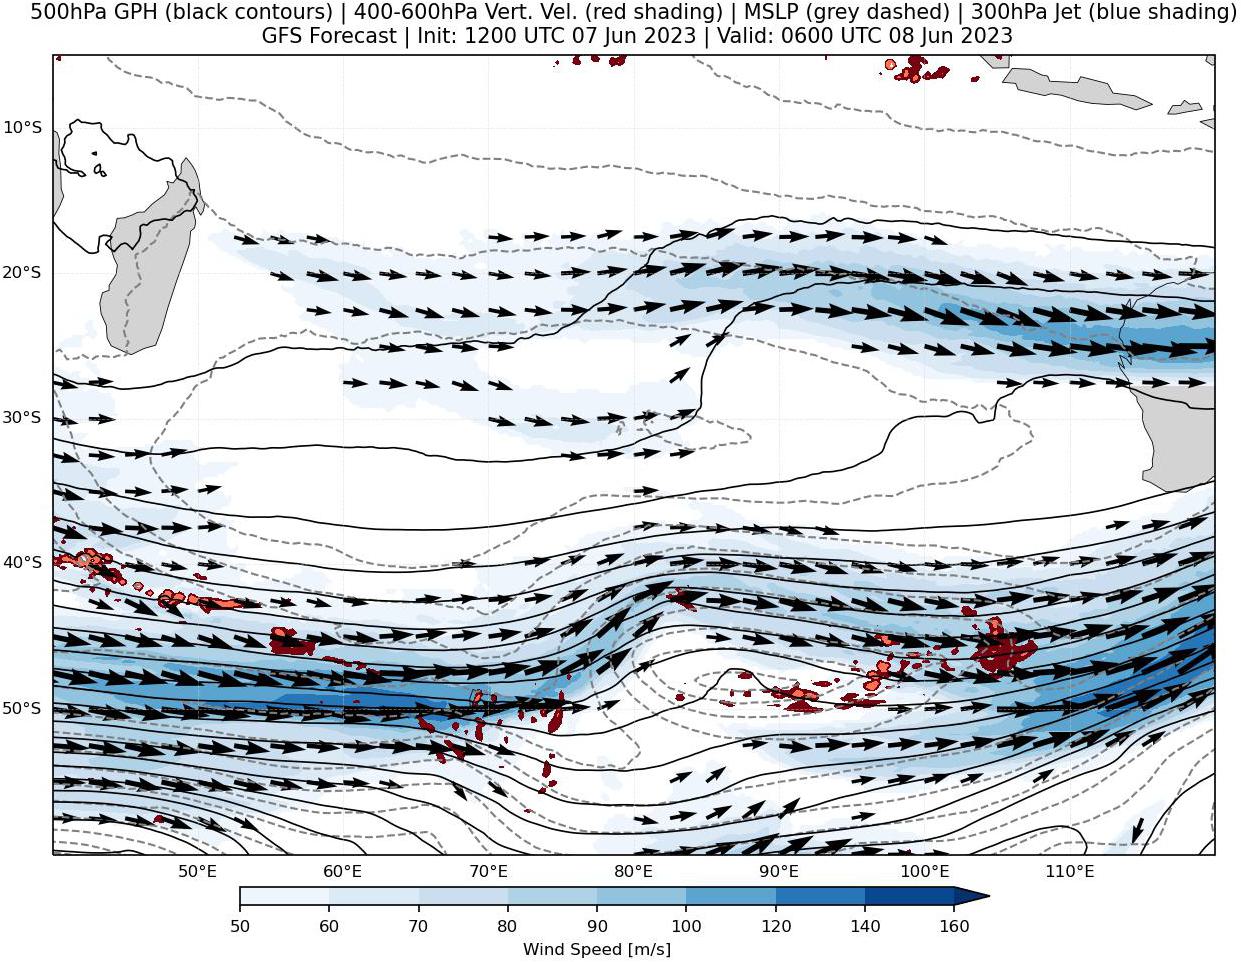 500hPa GPH (black contours) | 400-600hPa Vert. Vel. (red shading) | MSLP (grey dashed) | 300hPa Jet (blue shading)
GFS Forecast | Init: 1200 UTC 07 Jun 2023 | Valid: 0600 UTC 08 Jun 2023
10°S
20°S
30°S
40°S
50°S
50°E 60°E 70°E 80°E 90°E 100°E 110°E
50 60 70 80 90 100 120 140 160
Wind Speed [m/s]